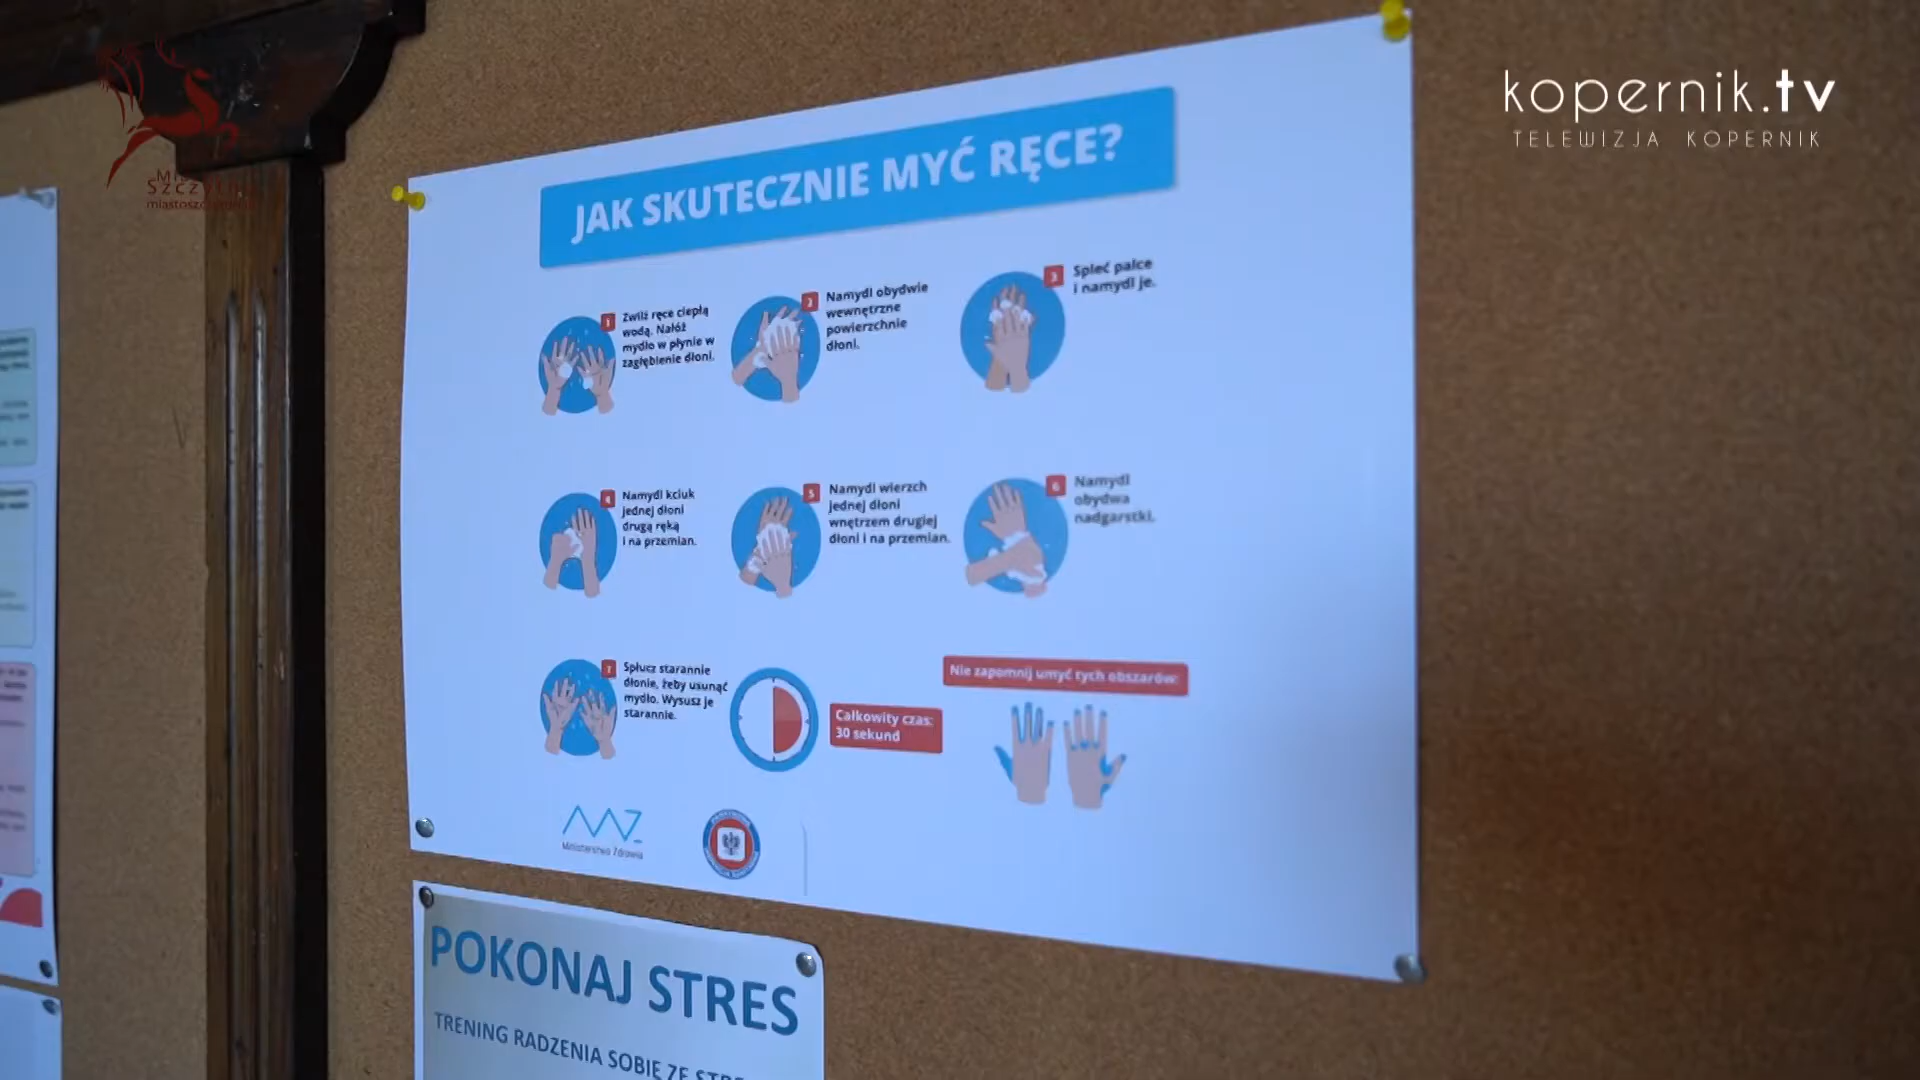 kopernik.tv
TELEWIZJA KOPERNIK
JAK SKUTECZNIE MYĆ RĘCE?
1
Zwilż ręce ciepłą
wodą. Nałóż
mydło w płynie w
zagłębienie dłoni.
2
Namydl obydwie
wewnętrzne
powierzchnie
dłoni.
3
Spleć palce
i namydl je.
4
Namydl kciuk
jednej dłoni
drugą ręką
i na przemian.
5
Namydl wierzch
jednej dłoni
wnętrzem drugiej
dłoni i na przemian.
6
Namydl
obydwa
nadgarstki.
7
Spłucz starannie
dłonie, żeby usunąć
mydło. Wysusz je
starannie.
Całkowity czas:
30 sekund
Nie zapomnij umyć tych obszarów:
Ministerstwo Zdrowia
POKONAJ STRES
TRENING RADZENIA SOBIE ZE